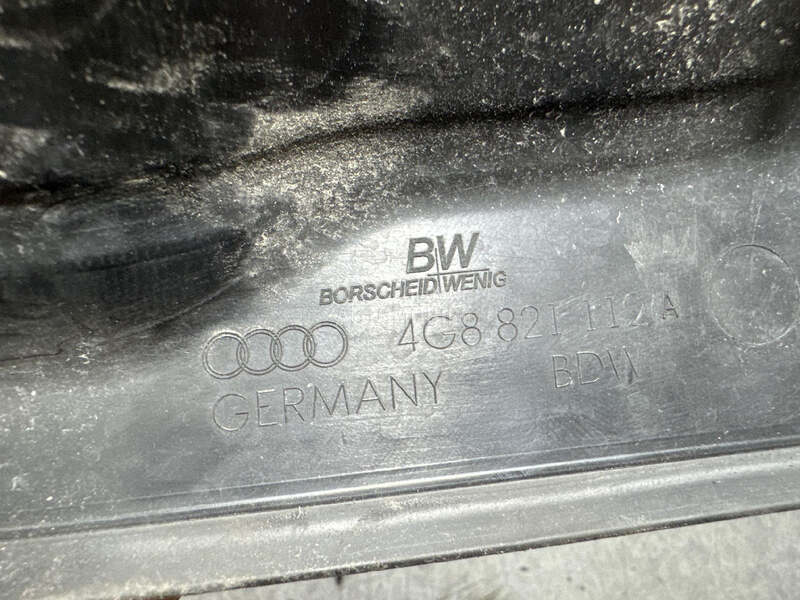 BW
BORSCHEID WENIG
4G8 821 112 A
GERMANY BDW